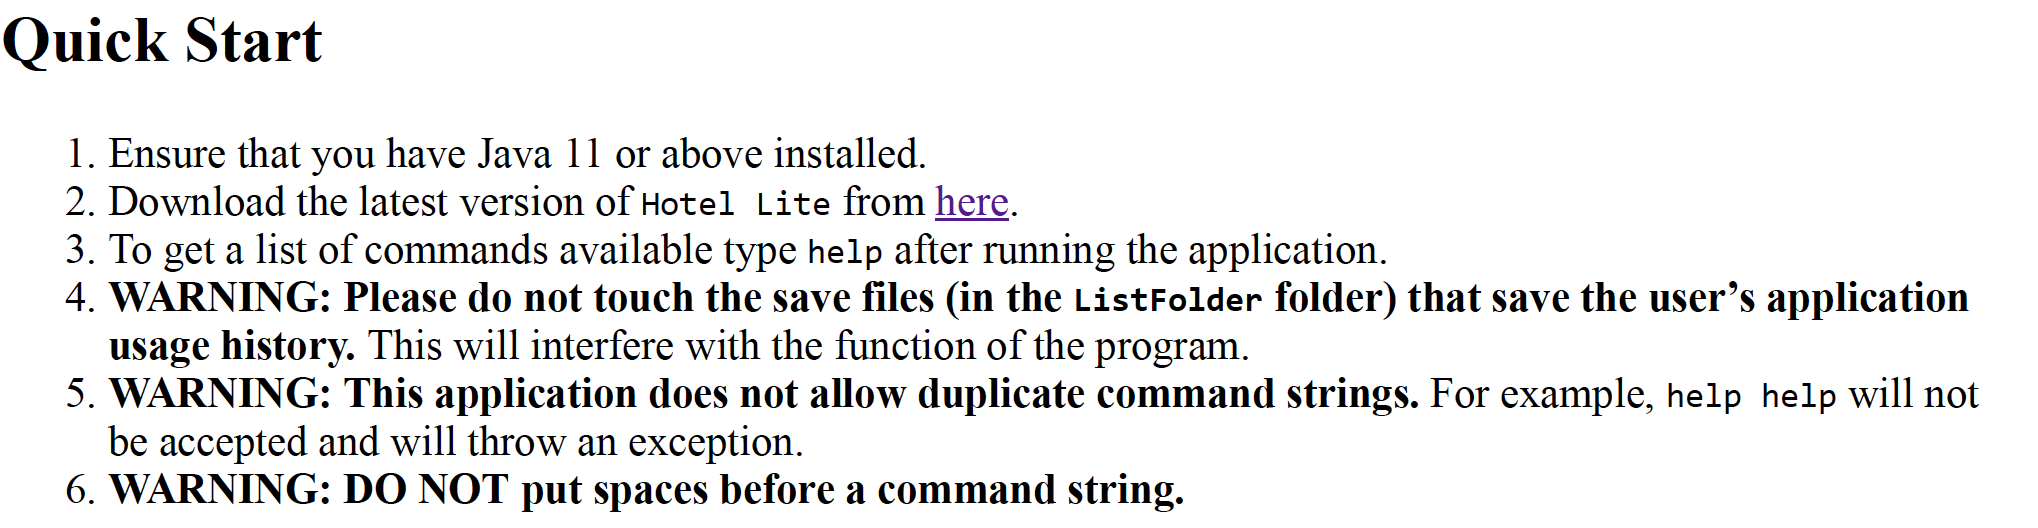 Quick Start
1. Ensure that you have Java 11 or above installed.
2. Download the latest version of Hotel Lite from here.
3. To get a list of commands available type help after running the application.
4. WARNING: Please do not touch the save files (in the ListFolder folder) that save the user’s application
usage history. This will interfere with the function of the program.
5. WARNING: This application does not allow duplicate command strings. For example, help help will not
be accepted and will throw an exception.
6. WARNING: DO NOT put spaces before a command string.